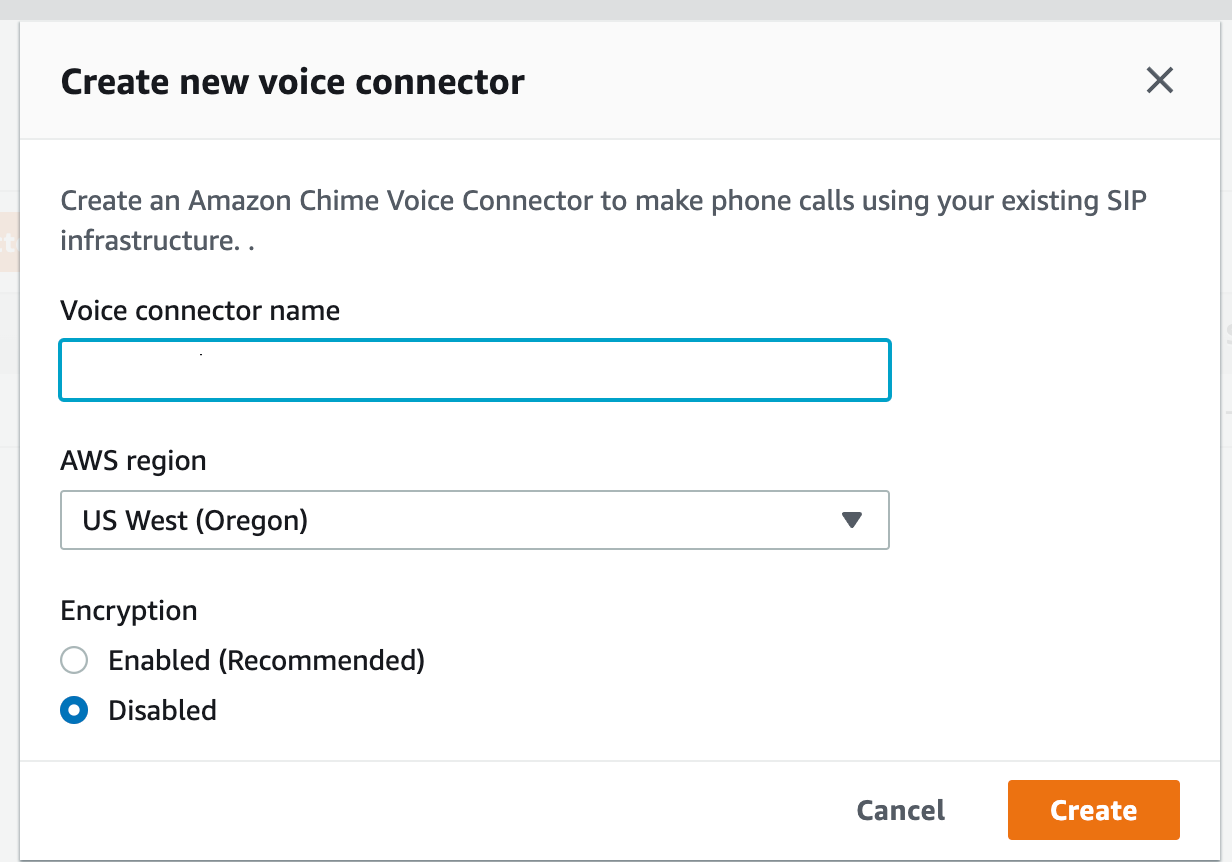 Create new voice connector
Create an Amazon Chime Voice Connector to make phone calls using your existing SIP
infrastructure. .
Voice connector name
AWS region
US West (Oregon)
Encryption
Enabled (Recommended)
Disabled
Cancel
Create